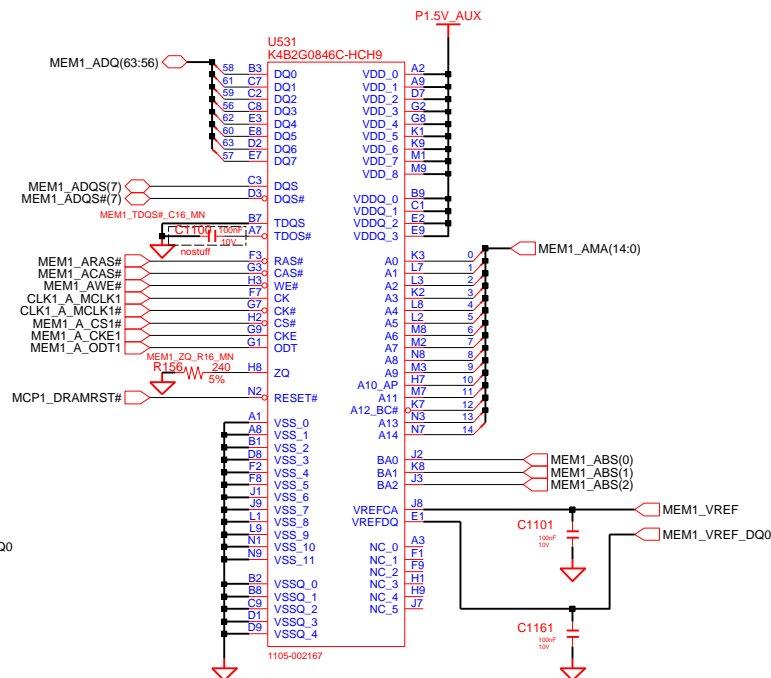 P1.5V_AUX
U531
K4B2G0846C-HCH9
MEM1_ADQ(63:56)
58 B3 DQ0 VDD_0 A2
61 C7 DQ1 VDD_1 A9
59 C2 DQ2 VDD_2 D7
56 C8 DQ3 VDD_3 G2
62 E3 DQ4 VDD_4 G8
60 E8 DQ5 VDD_5 K1
63 D2 DQ6 VDD_6 K9
57 E7 DQ7 VDD_7 M1
VDD_8 M9
MEM1_ADQS(7) C3 DQS
MEM1_ADQS#(7) D3 DQS# VDDQ_0 B9
VDDQ_1 C1
MEM1_TDQS#_C16_MN
B7 TDQS VDDQ_2 E2
C1100 100nF A7 TDOS# VDDQ_3 E9
10V
nostuff
MEM1_AMA(14:0)
MEM1_ARAS# F3 RAS# A0 K3 0
MEM1_ACAS# G3 CAS# A1 L7 1
MEM1_AWE# H3 WE# A2 L3 2
CLK1_A_MCLK1 F7 CK A3 K2 3
CLK1_A_MCLK1# G7 CK# A4 L8 4
MEM1_A_CS1# H2 CS# A5 L2 5
MEM1_A_CKE1 G9 CKE A6 M8 6
MEM1_A_ODT1 G1 ODT A7 M2 7
MEM1_ZQ_R16_MN
A8 N8 8
R156 240 H8 ZQ A9 M3 9
5%
A10_AP H7 10
MCP1_DRAMRST# N2 RESET# A11 M7 11
A12_BC# K7 12
A1 VSS_0 A13 N3 13
A8 VSS_1 A14 N7 14
B1 VSS_2
D8 VSS_3 BA0 J2 MEM1_ABS(0)
F2 VSS_4 BA1 K8 MEM1_ABS(1)
F8 VSS_5 BA2 J3 MEM1_ABS(2)
J1 VSS_6
J9 VSS_7 VREFCA J8 MEM1_VREF
L1 VSS_8 VREFDQ E1
L9 VSS_9 C1101 MEM1_VREF_DQ0
100nF
10V
N1 VSS_10 NC_0 A3
N9 VSS_11 NC_1 F1
Q0
NC_2 F9
B2 VSSQ_0 NC_3 H1
B8 VSSQ_1 NC_4 H9
C9 VSSQ_2 NC_5 J7
D1 VSSQ_3
D9 VSSQ_4
C1161
100nF
10V
1105-002167